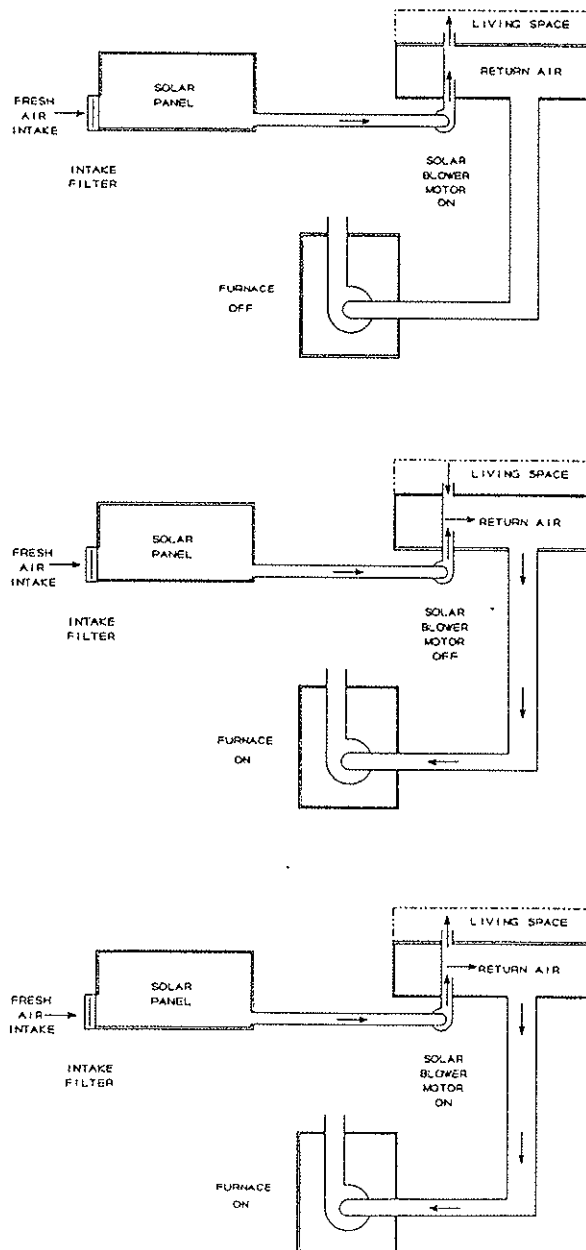 LIVING SPACE
RETURN AIR
SOLAR
PANEL
FRESH
AIR
INTAKE
INTAKE
FILTER
SOLAR
BLOWER
MOTOR
ON
FURNACE
OFF
LIVING SPACE
RETURN AIR
SOLAR
PANEL
FRESH
AIR
INTAKE
INTAKE
FILTER
SOLAR
BLOWER
MOTOR
OFF
FURNACE
ON
LIVING SPACE
RETURN AIR
SOLAR
PANEL
FRESH
AIR
INTAKE
INTAKE
FILTER
SOLAR
BLOWER
MOTOR
ON
FURNACE
ON